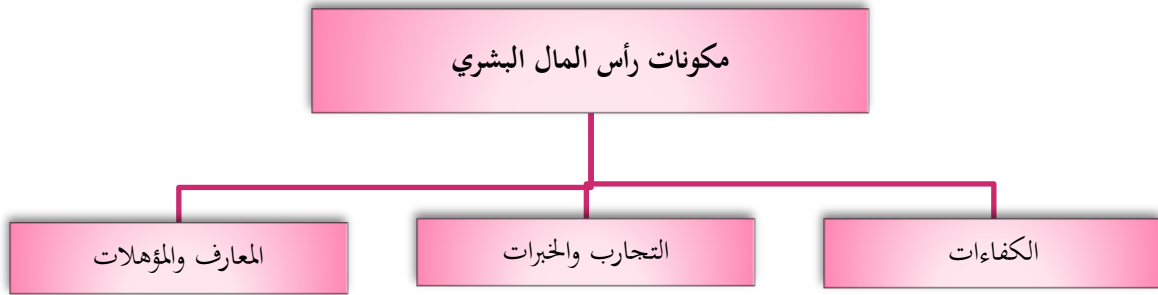 مكونات رأس المال البشري
الكفاءات
التجارب والخبرات
المعارف والمؤهلات